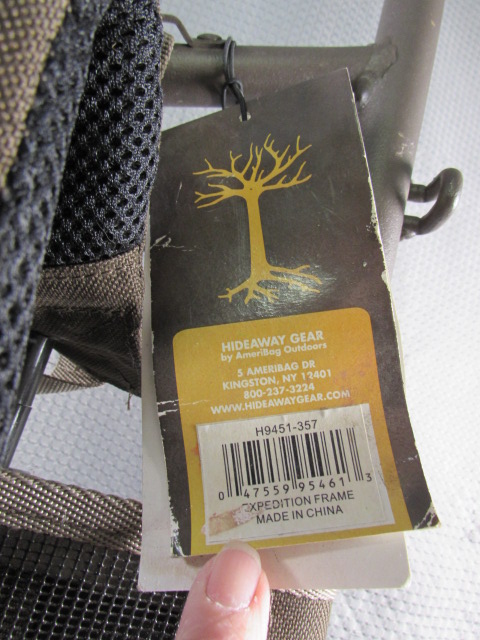 HIDEAWAY GEAR
by AmeriBag Outdoors
5 AMERIBAG DR
KINGSTON, NY 12401
800-237-3224
WWW.HIDEAWAYGEAR.COM
H9451-357
0 47559 95461 3
EXPEDITION FRAME
MADE IN CHINA